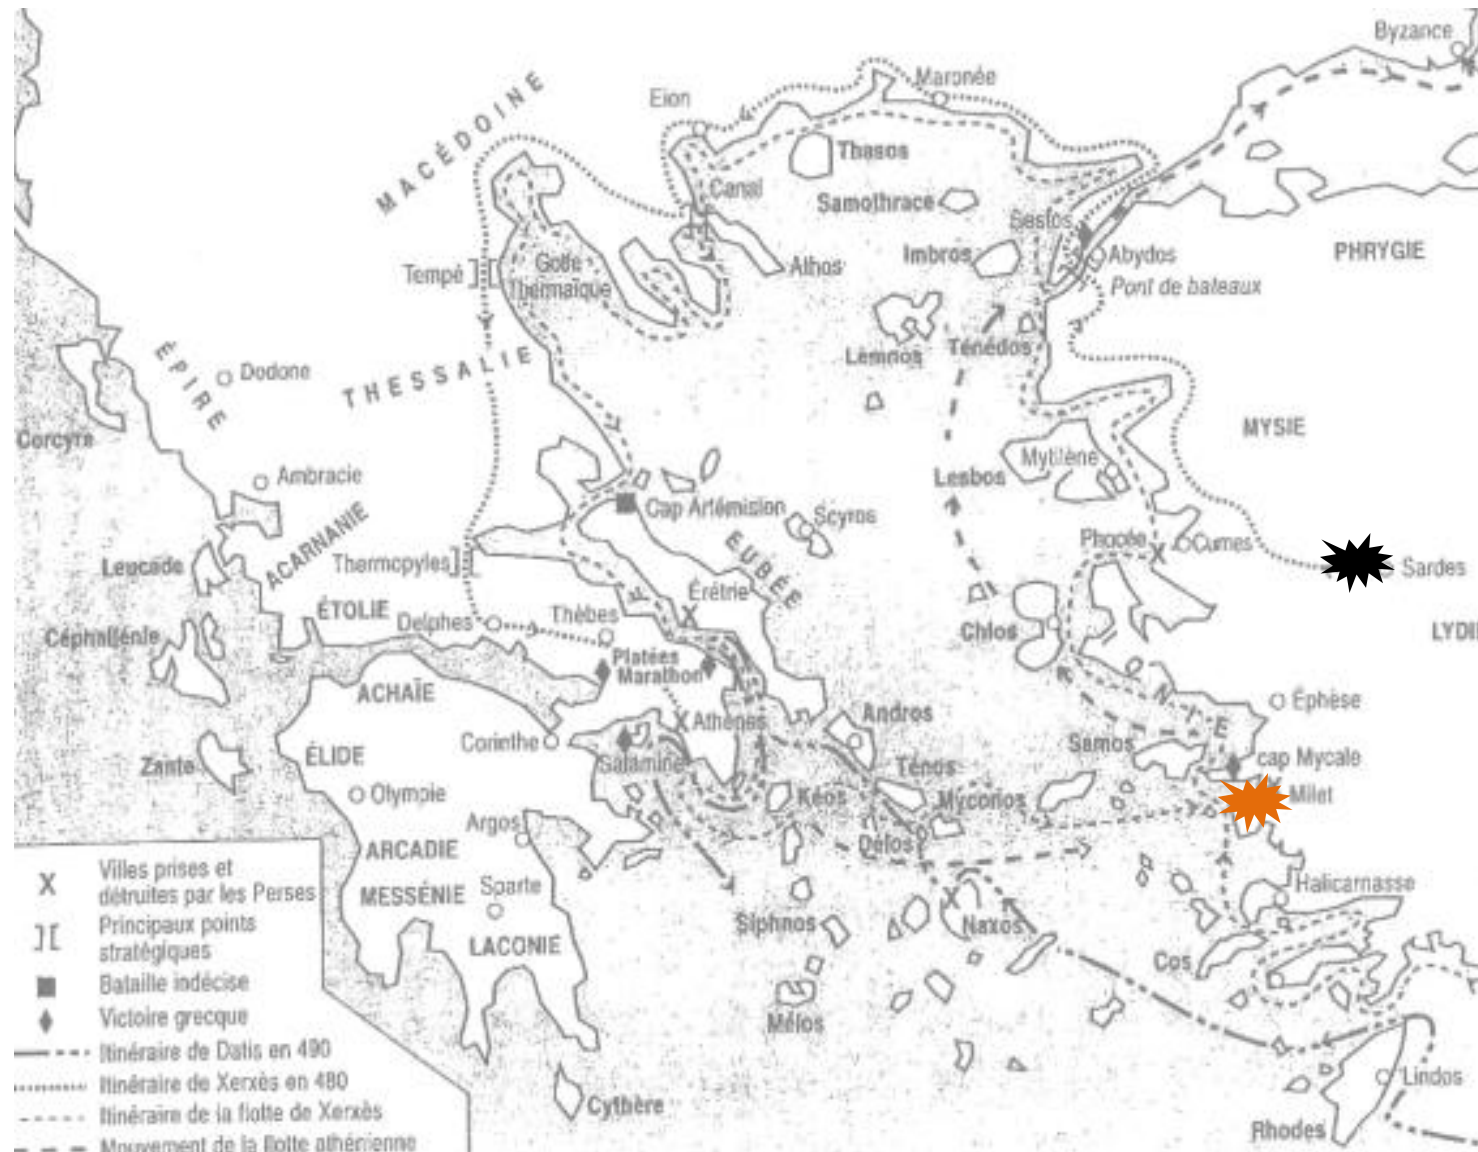 Byzance
Maronée
Eion
MACÉDOINE
Thasos
Canal
Samothrace
Sestos
PHRYGIE
Imbros
Abydos
Athos
Tempé
Golfe
Thermaïque
Pont de bateaux
Lemnos
Ténédos
ÉPIRE
Dodone
THESSALIE
MYSIE
Corcyre
Mytilène
Ambracie
Lesbos
Cap Artémision
Scyros
ACARNANIE
EUBÉE
Phocée
Cumes
Thermopyles
Leucade
Sardes
Érétrie
ÉTOLIE
Delphes
Thèbes
Chios
Céphallénie
LYDI
Platées
Marathon
IONIE
ACHAÏE
Éphèse
Athènes
Andros
Corinthe
Samos
ÉLIDE
Salamine
cap Mycale
Zante
Ténos
Olympie
Kéos
Myconos
Milet
Argos
Délos
ARCADIE
MESSÉNIE
Sparte
Halicarnasse
Siphnos
Naxos
LACONIE
Cos
Mélos
Lindos
Cythère
Rhodes
X Villes prises et
détruites par les Perses
][ Principaux points
stratégiques
Bataille indécise
Victoire grecque
Itinéraire de Datis en 490
Itinéraire de Xerxès en 480
Itinéraire de la flotte de Xerxès
Mouvement de la flotte athénienne